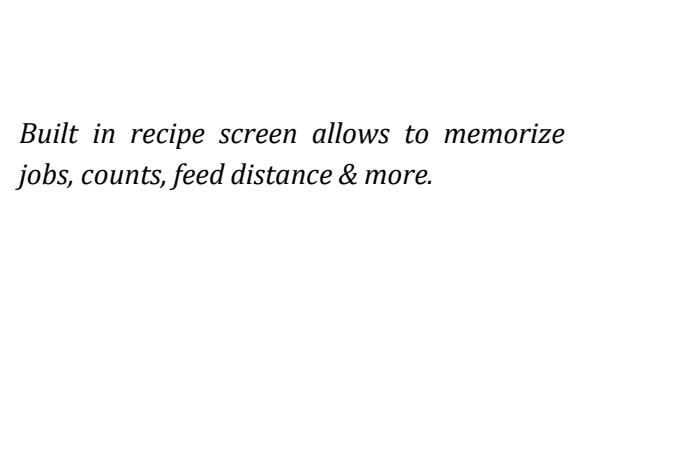 Built in recipe screen allows to memorize
jobs, counts, feed distance & more.